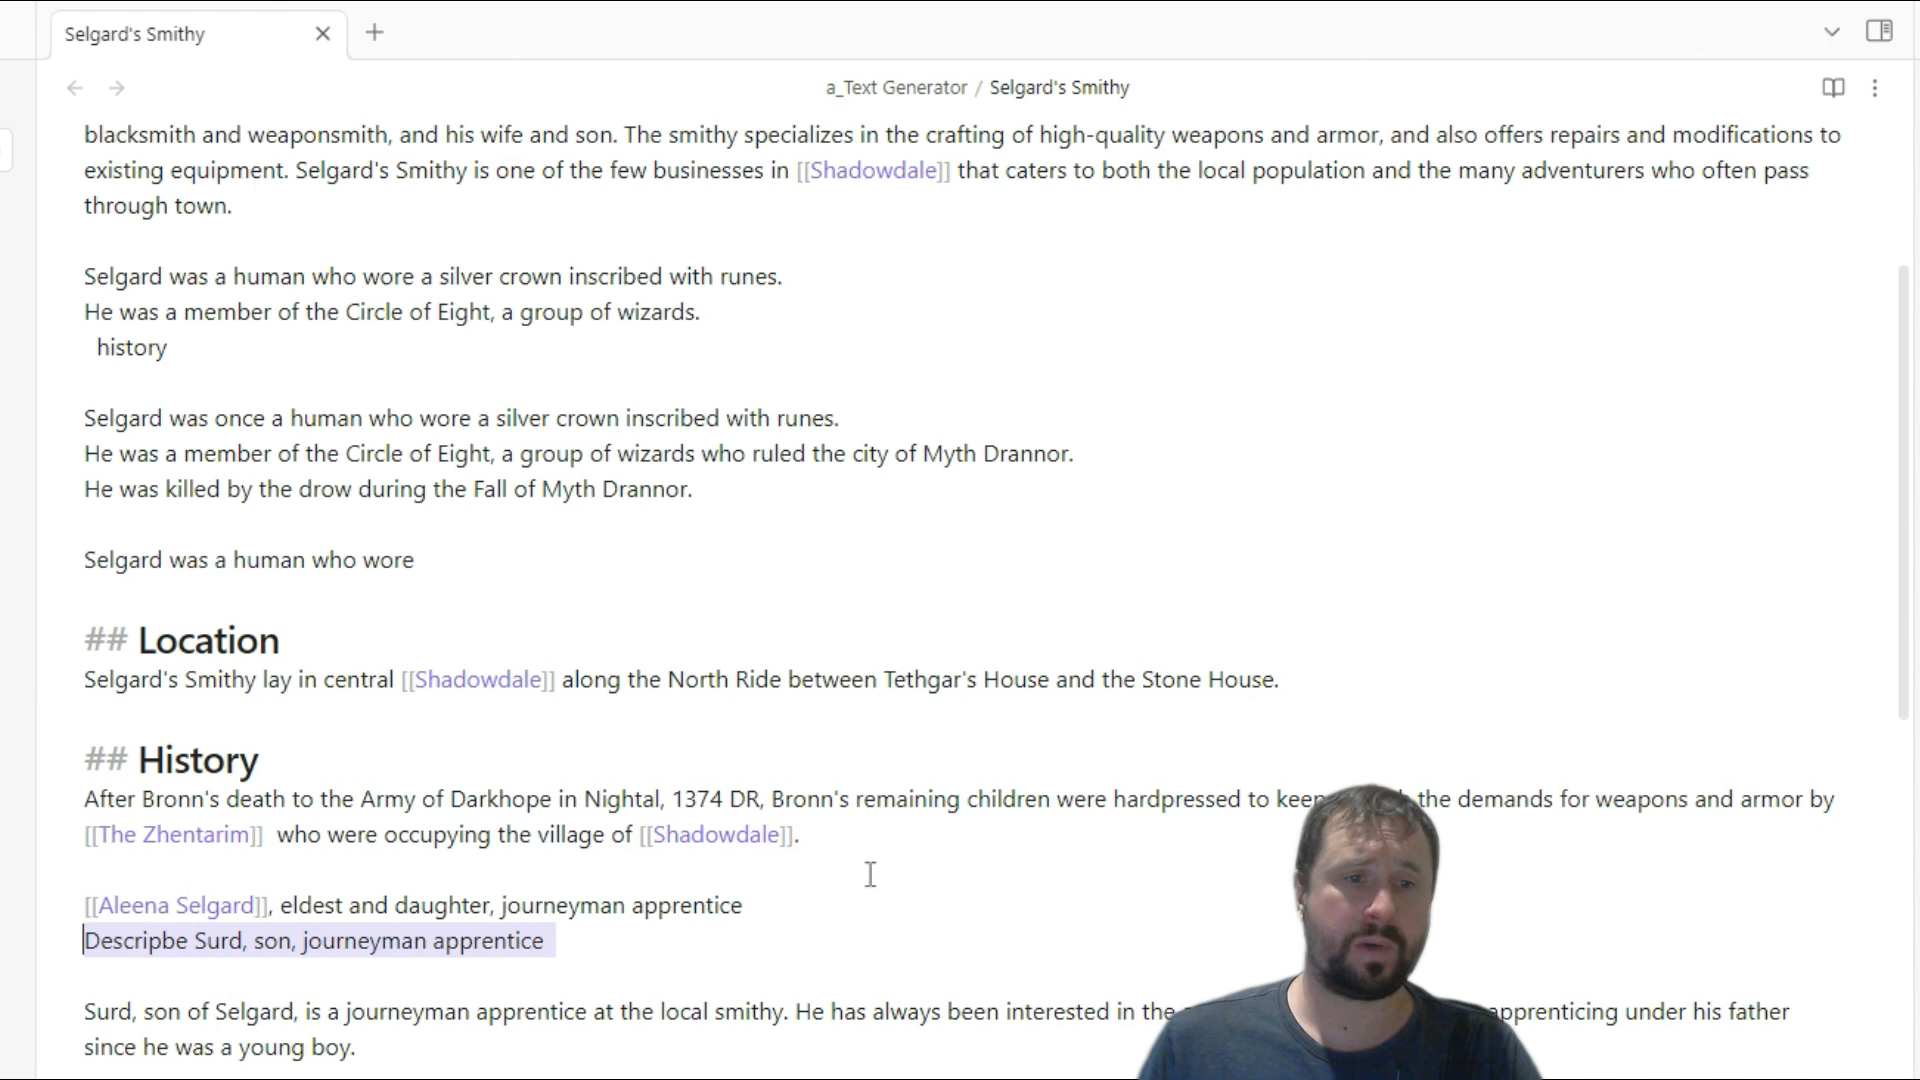 Selgard's Smithy
a_Text Generator / Selgard's Smithy
blacksmith and weaponsmith, and his wife and son. The smithy specializes in the crafting of high-quality weapons and armor, and also offers repairs and modifications to
existing equipment. Selgard's Smithy is one of the few businesses in [[Shadowdale]] that caters to both the local population and the many adventurers who often pass
through town.
Selgard was a human who wore a silver crown inscribed with runes.
He was a member of the Circle of Eight, a group of wizards.
history
Selgard was once a human who wore a silver crown inscribed with runes.
He was a member of the Circle of Eight, a group of wizards who ruled the city of Myth Drannor.
He was killed by the drow during the Fall of Myth Drannor.
Selgard was a human who wore
## Location
Selgard's Smithy lay in central [[Shadowdale]] along the North Ride between Tethgar's House and the Stone House.
## History
After Bronn's death to the Army of Darkhope in Nightal, 1374 DR, Bronn's remaining children were hardpressed to keep the demands for weapons and armor by
[[The Zhentarim]] who were occupying the village of [[Shadowdale]].
[[Aleena Selgard]], eldest and daughter, journeyman apprentice
Descripbe Surd, son, journeyman apprentice
Surd, son of Selgard, is a journeyman apprentice at the local smithy. He has always been interested in the apprenticing under his father
since he was a young boy.